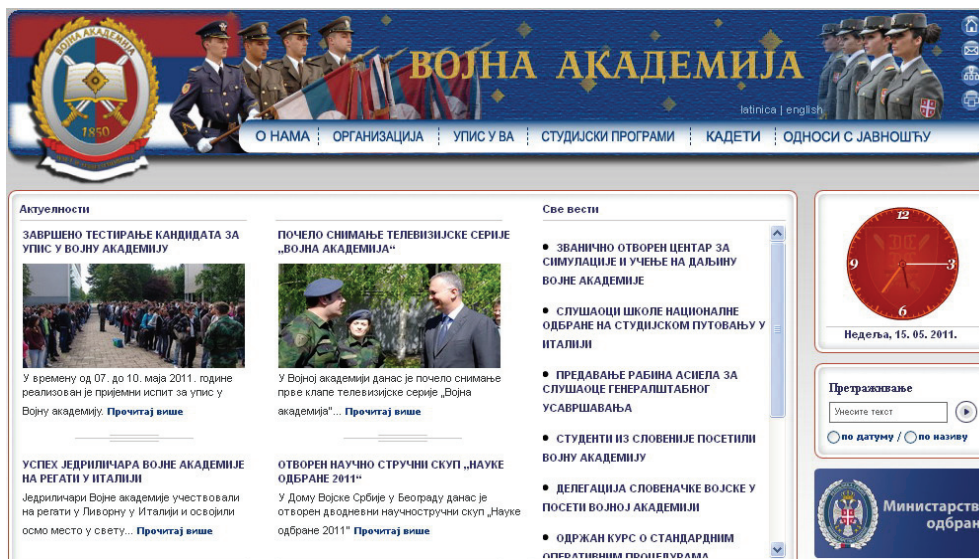 ВОЈНА АКАДЕМИЈА
1850
ВОЈНА АКАДЕМИЈА
latinica | english
О НАМА
ОРГАНИЗАЦИЈА
УПИС У ВА
СТУДИЈСКИ ПРОГРАМИ
КАДЕТИ
ОДНОСИ С ЈАВНОШЋУ
Актуелности
ЗАВРШЕНО ТЕСТИРАЊЕ КАНДИДАТА ЗА
УПИС У ВОЈНУ АКАДЕМИЈУ
У времену од 07. до 10. маја 2011. године
реализован је пријемни испит за упис у
Војну академију. Прочитај више
УСПЕХ ЈЕДРИЛИЧАРА ВОЈНЕ АКАДЕМИЈЕ
НА РЕГАТИ У ИТАЛИЈИ
Једриличари Војне академије учествовали
на регати у Ливорну у Италији и освојили
осмо место у свету... Прочитај више
ПОЧЕЛО СНИМАЊЕ ТЕЛЕВИЗИЈСКЕ СЕРИЈЕ
„ВОЈНА АКАДЕМИЈА“
У Војној академији данас је почело снимање
прве клапе телевизијске серије „Војна
академија"... Прочитај више
ОТВОРЕН НАУЧНО СТРУЧНИ СКУП „НАУКЕ
ОДБРАНЕ 2011“
У Дому Војске Србије у Београду данас је
отворен дводневни научностручни скуп „Науке
одбране 2011" Прочитај више
Све вести
• ЗВАНИЧНО ОТВОРЕН ЦЕНТАР ЗА
СИМУЛАЦИЈЕ И УЧЕЊЕ НА ДАЉИНУ
ВОЈНЕ АКАДЕМИЈЕ
• СЛУШАОЦИ ШКОЛЕ НАЦИОНАЛНЕ
ОДБРАНЕ НА СТУДИЈСКОМ ПУТОВАЊУ У
ИТАЛИЈИ
• ПРЕДАВАЊЕ РАБИНА АСИЕЛА ЗА
СЛУШАОЦЕ ГЕНЕРАЛШТАБНОГ
УСАВРШАВАЊА
• СТУДЕНТИ ИЗ СЛОВЕНИЈЕ ПОСЕТИЛИ
ВОЈНУ АКАДЕМИЈУ
• ДЕЛЕГАЦИЈА СЛОВЕНАЧКЕ ВОЈСКЕ У
ПОСЕТИ ВОЈНОЈ АКАДЕМИЈИ
• ОДРЖАН КУРС О СТАНДАРДНИМ
ОПЕРАТИВНИМ ПРОЦЕДУРАМА
12
9
3
6
Недеља, 15. 05. 2011.
Претраживање
Унесите текст
по датуму / по називу
Министарств
одбран